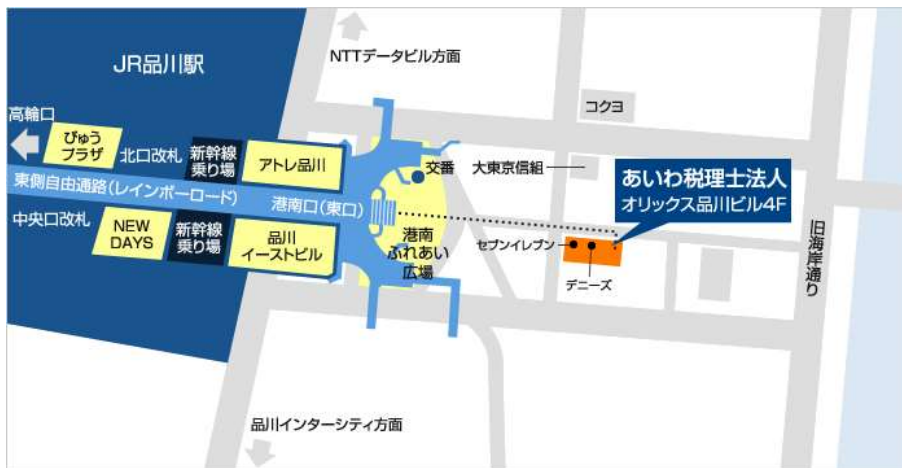 JR品川駅
NTTデータビル方面
高輪口
びゅう
プラザ
北口改札
新幹線
乗り場
アトレ品川
交番
大東京信組
コクヨ
あいわ税理士法人
オリックス品川ビル4F
東側自由通路(レインボーロード)
港南口(東口)
中央口改札
NEW
DAYS
新幹線
乗り場
品川
イーストビル
港南
ふれあい
広場
セブンイレブン
デニーズ
旧海岸通り
品川インターシティ方面